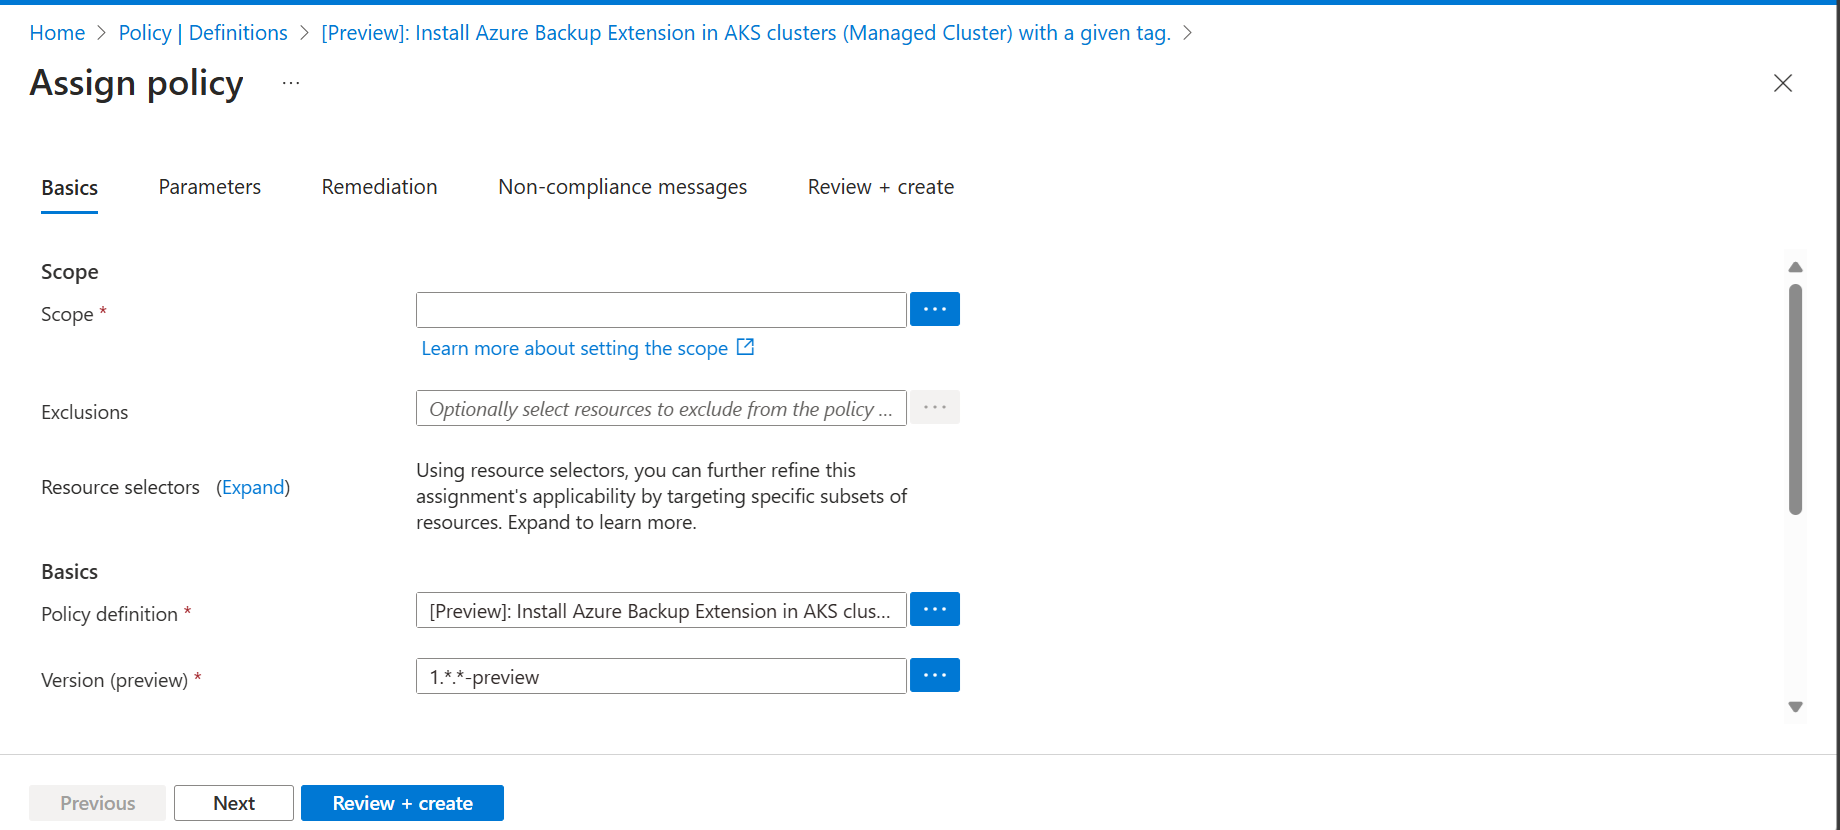 Home > Policy | Definitions > [Preview]: Install Azure Backup Extension in AKS clusters (Managed Cluster) with a given tag. >
Assign policy ...
Basics Parameters Remediation Non-compliance messages Review + create
Scope
Scope *
...
Learn more about setting the scope
Exclusions
Optionally select resources to exclude from the policy ...
...
Resource selectors (Expand)
Using resource selectors, you can further refine this
assignment's applicability by targeting specific subsets of
resources. Expand to learn more.
Basics
Policy definition *
[Preview]: Install Azure Backup Extension in AKS clus...
...
Version (preview) *
1.*.*-preview
...
Previous Next Review + create